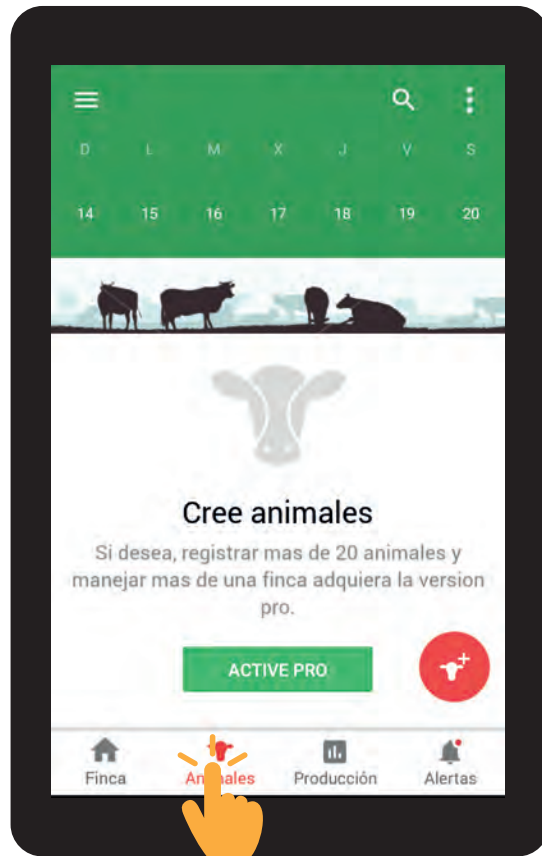 D L M X J V S
14 15 16 17 18 19 20
Cree animales
Si desea, registrar mas de 20 animales y
manejar mas de una finca adquiera la version
pro.
ACTIVE PRO
Finca Animales Producción Alertas